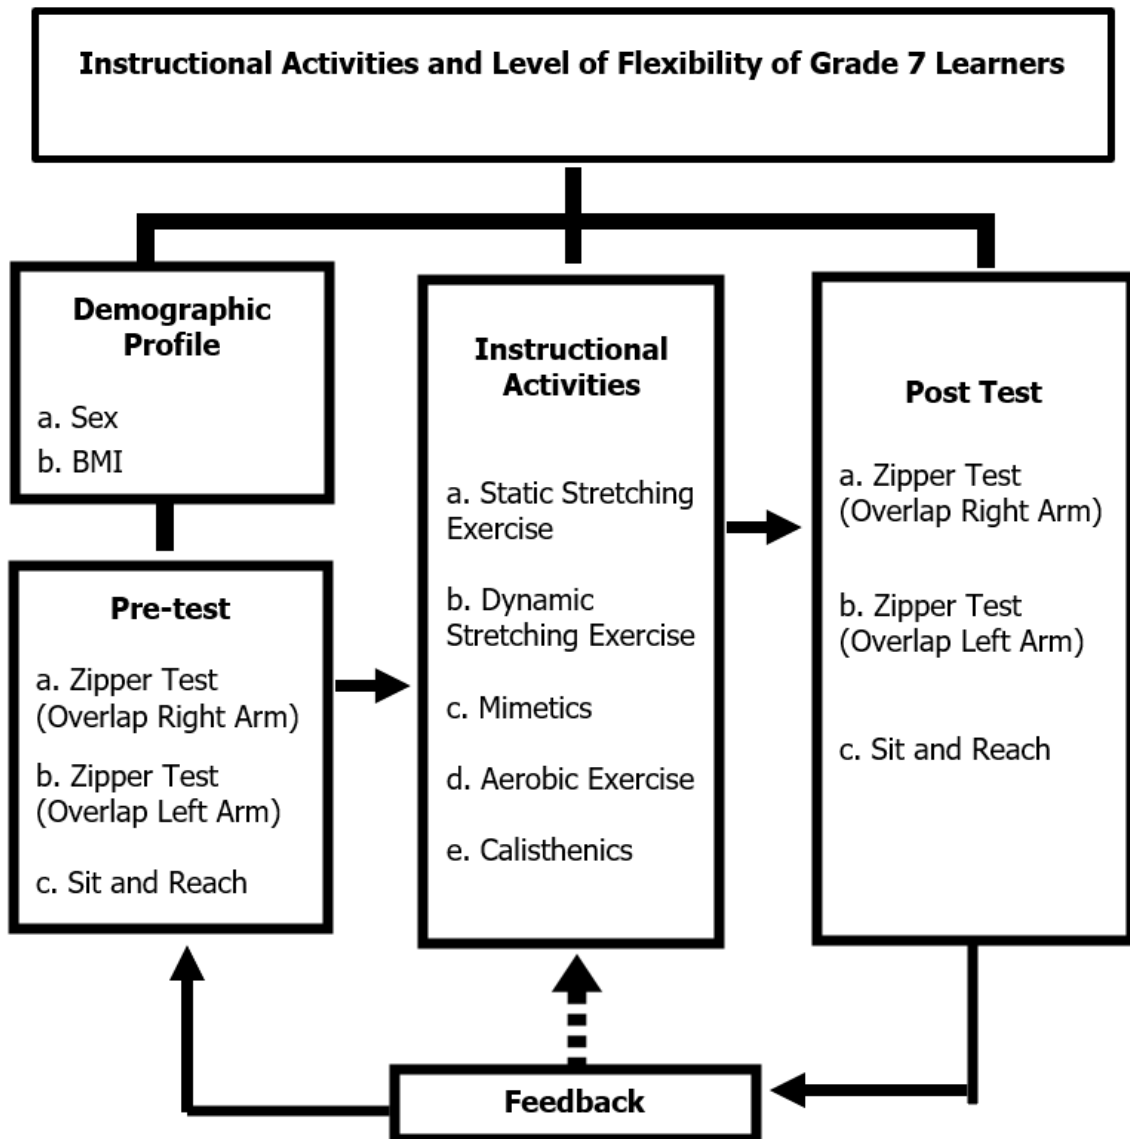 Instructional Activities and Level of Flexibility of Grade 7 Learners
Demographic
Profile
a. Sex
b. BMI
Pre-test
a. Zipper Test
(Overlap Right Arm)
b. Zipper Test
(Overlap Left Arm)
c. Sit and Reach
Instructional
Activities
a. Static Stretching
Exercise
b. Dynamic
Stretching Exercise
c. Mimetics
d. Aerobic Exercise
e. Calisthenics
Post Test
a. Zipper Test
(Overlap Right Arm)
b. Zipper Test
(Overlap Left Arm)
c. Sit and Reach
Feedback